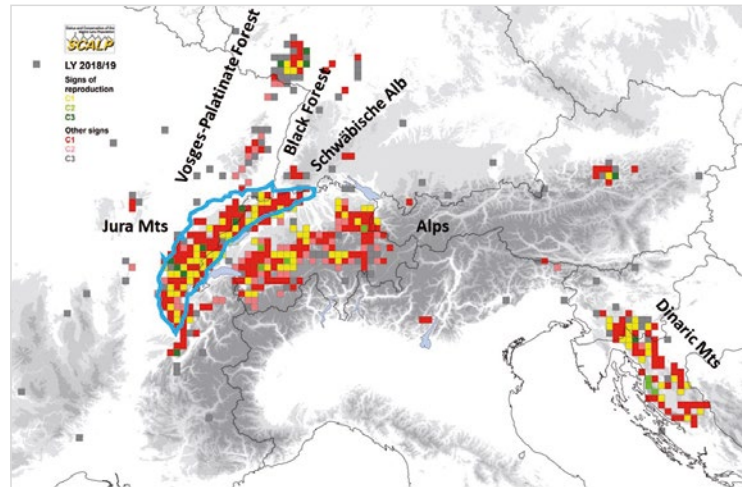 SCALP
LY 2018/19
Signs of
reproduction
C1
C2
C3
Other signs
C1
C2
C3
Vosges-Palatinate Forest
Black Forest
Schwäbische Alb
Jura Mts
Alps
Dinaric Mts